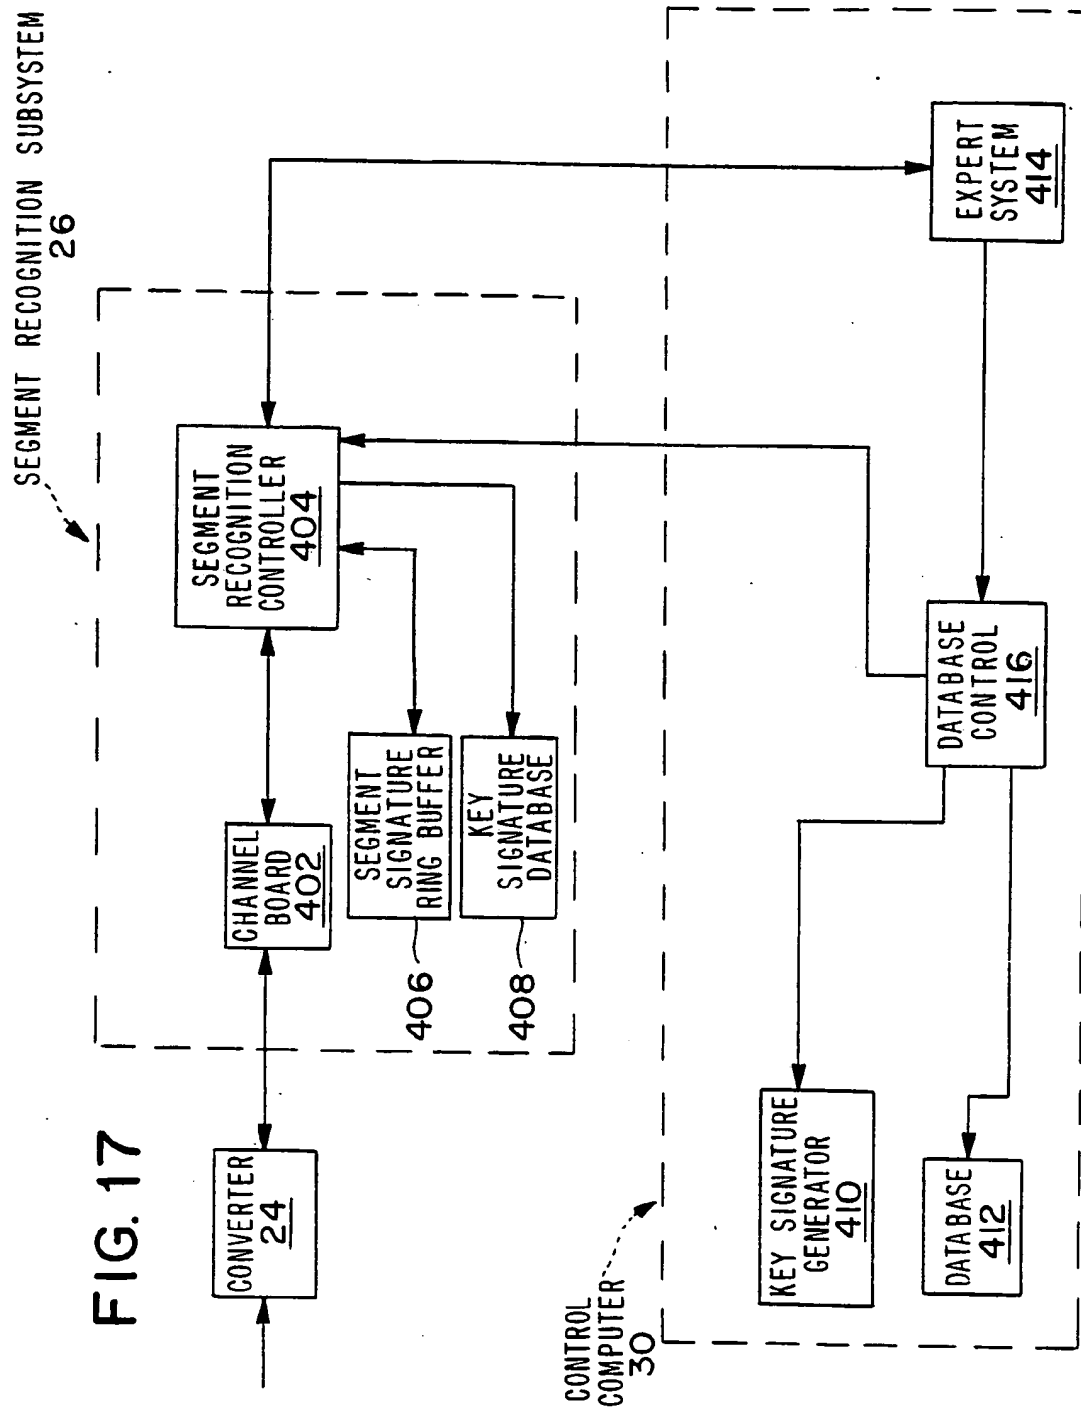 FIG. 17
SEGMENT RECOGNITION SUBSYSTEM
26
CONVERTER
24
CHANNEL
BOARD
402
SEGMENT
RECOGNITION
CONTROLLER
404
SEGMENT
SIGNATURE
RING BUFFER
406
KEY
SIGNATURE
DATABASE
408
CONTROL
COMPUTER
30
KEY SIGNATURE
GENERATOR
410
DATABASE
412
DATABASE
CONTROL
416
EXPERT
SYSTEM
414